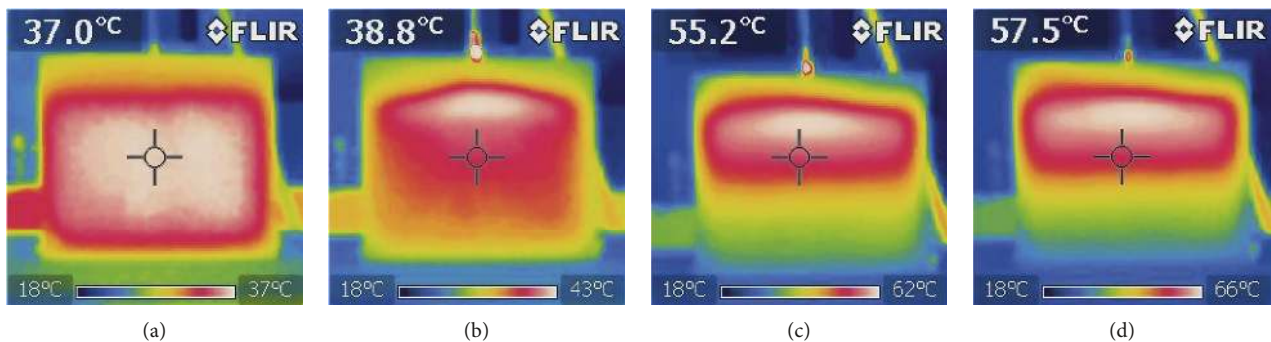 37.0°C FLIR
18°C 37°C
(a)
38.8°C FLIR
18°C 43°C
(b)
55.2°C FLIR
18°C 62°C
(c)
57.5°C FLIR
18°C 66°C
(d)